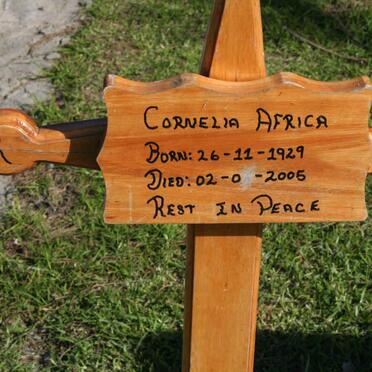 CORNELIA AFRICA
BORN: 26-11-1929
DIED: 02-0 -2005
REST IN PEACE